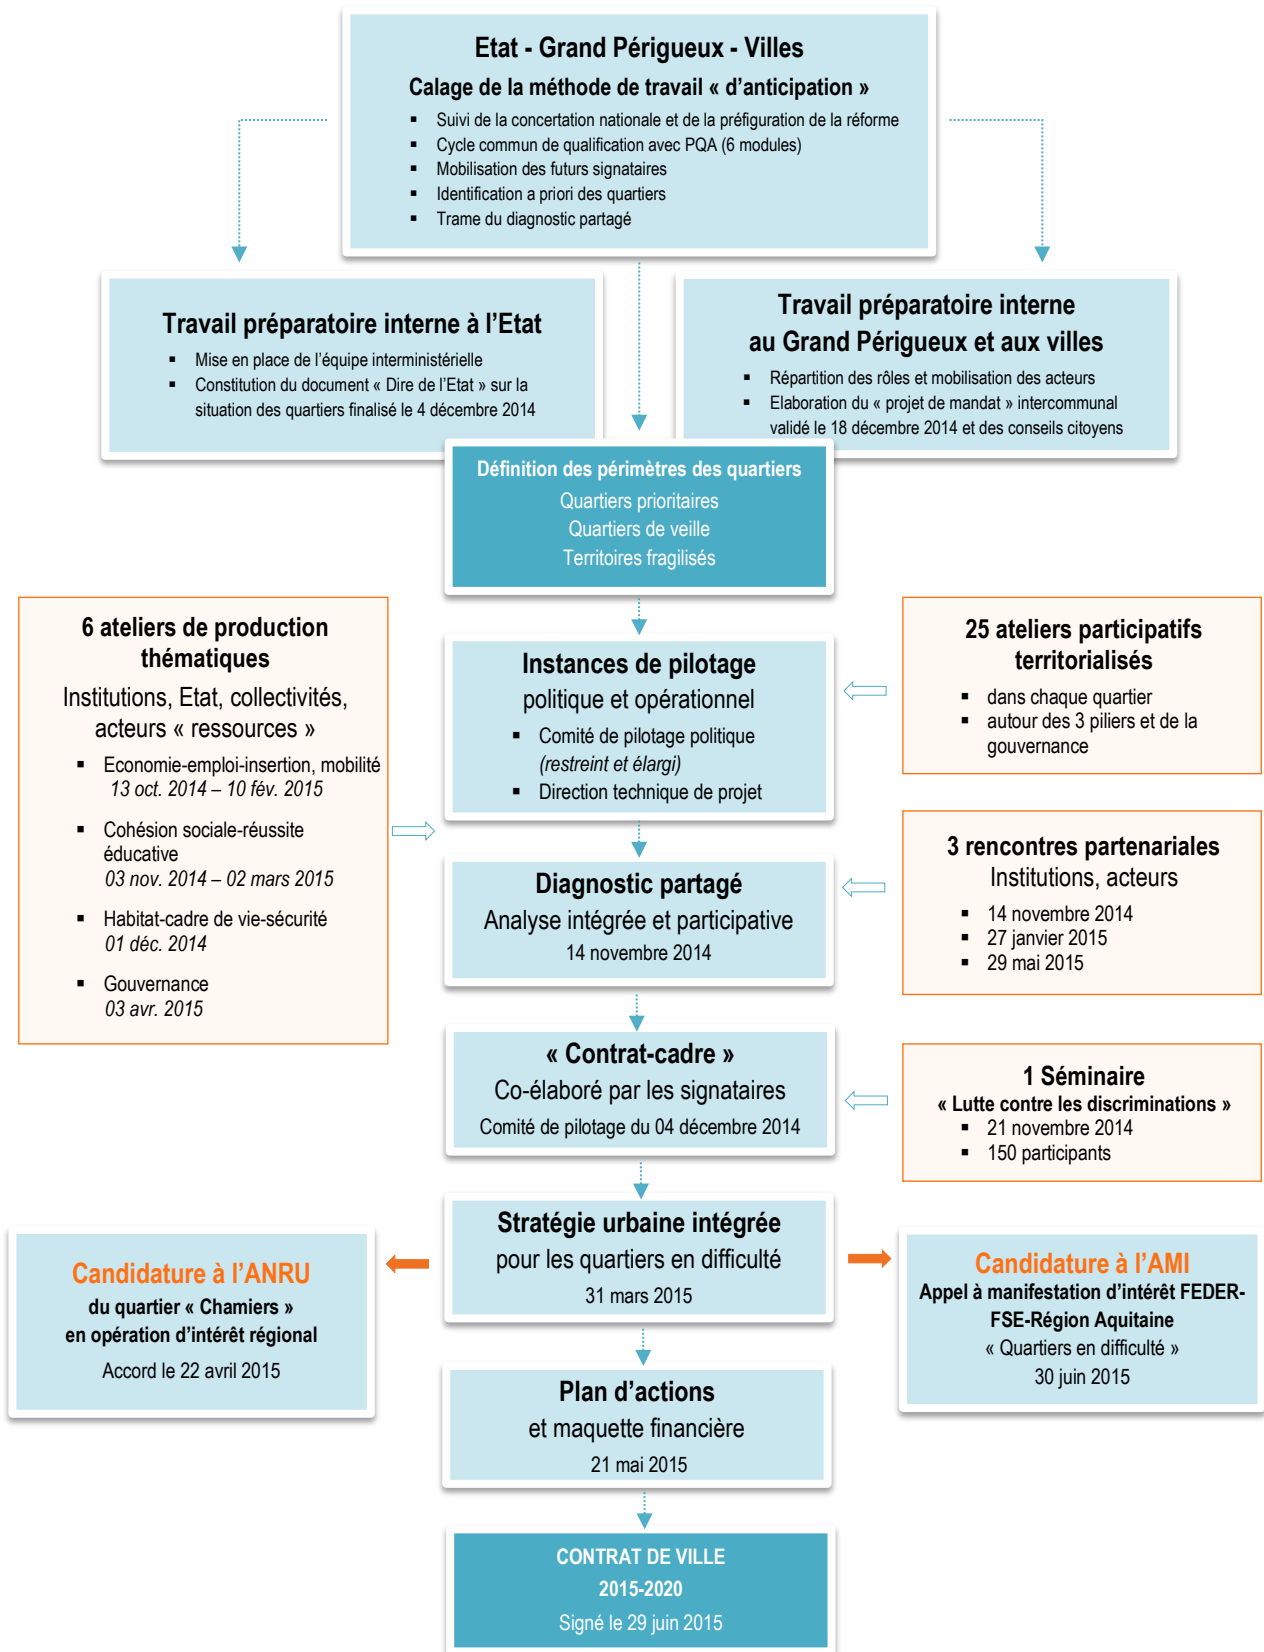 Etat - Grand Périgueux - Villes
Calage de la méthode de travail « d'anticipation »
▪ Suivi de la concertation nationale et de la préfiguration de la réforme
▪ Cycle commun de qualification avec PQA (6 modules)
▪ Mobilisation des futurs signataires
▪ Identification a priori des quartiers
▪ Trame du diagnostic partagé
Travail préparatoire interne à l'Etat
▪ Mise en place de l'équipe interministérielle
▪ Constitution du document « Dire de l'Etat » sur la
situation des quartiers finalisé le 4 décembre 2014
Travail préparatoire interne
au Grand Périgueux et aux villes
▪ Répartition des rôles et mobilisation des acteurs
▪ Elaboration du « projet de mandat » intercommunal
validé le 18 décembre 2014 et des conseils citoyens
Définition des périmètres des quartiers
Quartiers prioritaires
Quartiers de veille
Territoires fragilisés
6 ateliers de production
thématiques
Institutions, Etat, collectivités,
acteurs « ressources »
▪ Economie-emploi-insertion, mobilité
13 oct. 2014 – 10 fév. 2015
▪ Cohésion sociale-réussite
éducative
03 nov. 2014 – 02 mars 2015
▪ Habitat-cadre de vie-sécurité
01 déc. 2014
▪ Gouvernance
03 avr. 2015
Instances de pilotage
politique et opérationnel
▪ Comité de pilotage politique
(restreint et élargi)
▪ Direction technique de projet
25 ateliers participatifs
territorialisés
▪ dans chaque quartier
▪ autour des 3 piliers et de la
gouvernance
Diagnostic partagé
Analyse intégrée et participative
14 novembre 2014
3 rencontres partenariales
Institutions, acteurs
▪ 14 novembre 2014
▪ 27 janvier 2015
▪ 29 mai 2015
« Contrat-cadre »
Co-élaboré par les signataires
Comité de pilotage du 04 décembre 2014
1 Séminaire
« Lutte contre les discriminations »
▪ 21 novembre 2014
▪ 150 participants
Stratégie urbaine intégrée
pour les quartiers en difficulté
31 mars 2015
Candidature à l'ANRU
du quartier « Chamiers »
en opération d'intérêt régional
Accord le 22 avril 2015
Candidature à l'AMI
Appel à manifestation d'intérêt FEDER-
FSE-Région Aquitaine
« Quartiers en difficulté »
30 juin 2015
Plan d'actions
et maquette financière
21 mai 2015
CONTRAT DE VILLE
2015-2020
Signé le 29 juin 2015